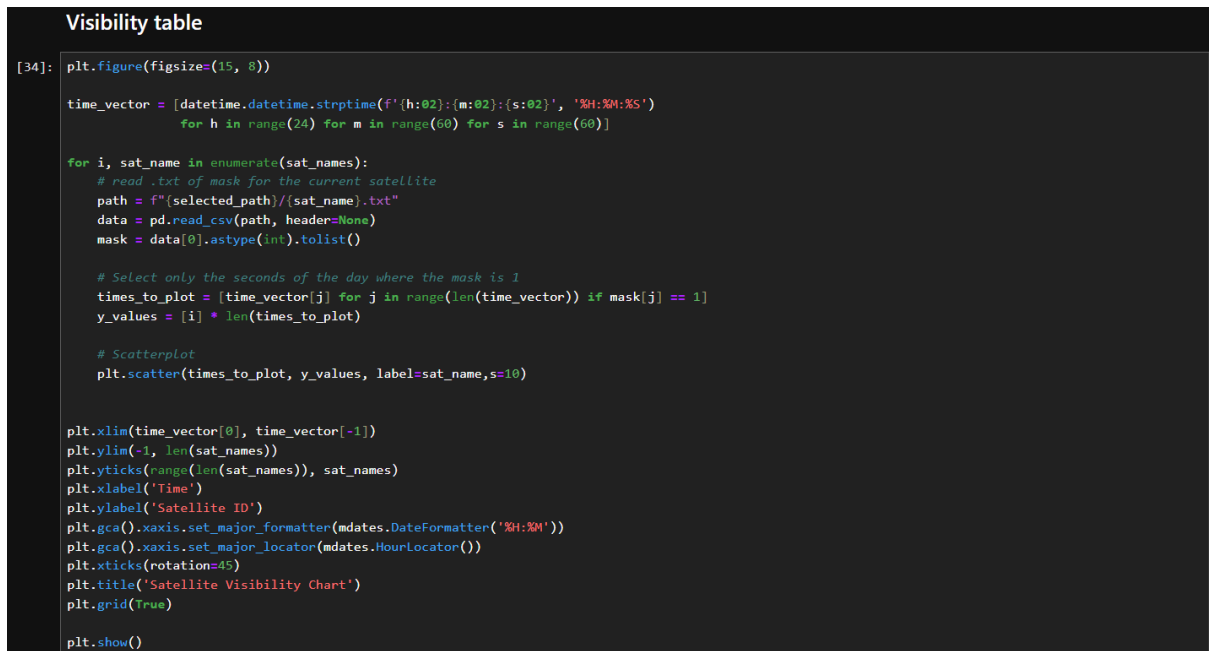 Visibility table
[34]: plt.figure(figsize=(15, 8))
time_vector = [datetime.datetime.strptime(f'{h:02}:{m:02}:{s:02}', '%H:%M:%S')
               for h in range(24) for m in range(60) for s in range(60)]
for i, sat_name in enumerate(sat_names):
    # read .txt of mask for the current satellite
    path = f"{selected_path}/{sat_name}.txt"
    data = pd.read_csv(path, header=None)
    mask = data[0].astype(int).tolist()
    # Select only the seconds of the day where the mask is 1
    times_to_plot = [time_vector[j] for j in range(len(time_vector)) if mask[j] == 1]
    y_values = [i] * len(times_to_plot)
    # Scatterplot
    plt.scatter(times_to_plot, y_values, label=sat_name,s=10)
plt.xlim(time_vector[0], time_vector[-1])
plt.ylim(-1, len(sat_names))
plt.yticks(range(len(sat_names)), sat_names)
plt.xlabel('Time')
plt.ylabel('Satellite ID')
plt.gca().xaxis.set_major_formatter(mdates.DateFormatter('%H:%M'))
plt.gca().xaxis.set_major_locator(mdates.HourLocator())
plt.xticks(rotation=45)
plt.title('Satellite Visibility Chart')
plt.grid(True)
plt.show()